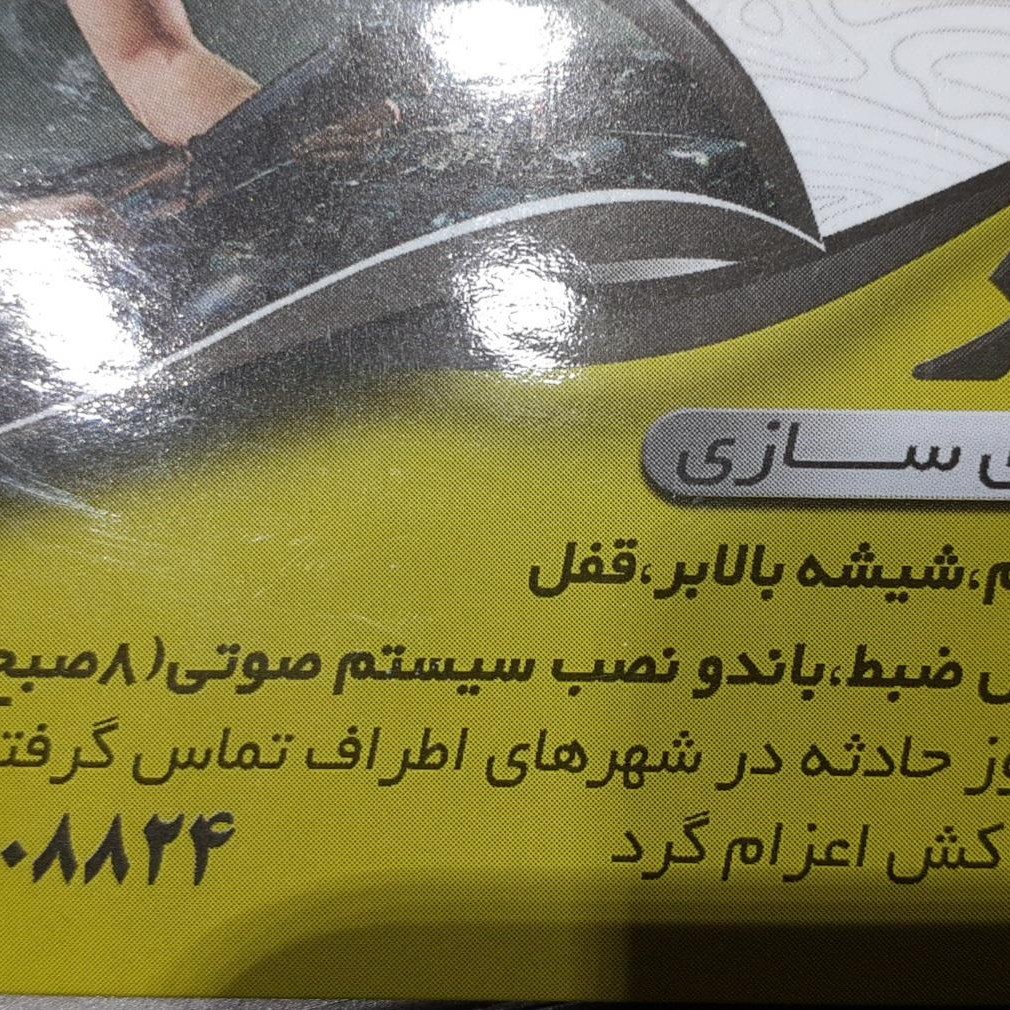 ی سازی
م،شیشه بالابر،قفل
ضبط،باندو نصب سیستم صوتی(۸صبح
وز حادثه در شهرهای اطراف تماس گرفته
کش اعزام گرد
۰۸۸۲۴